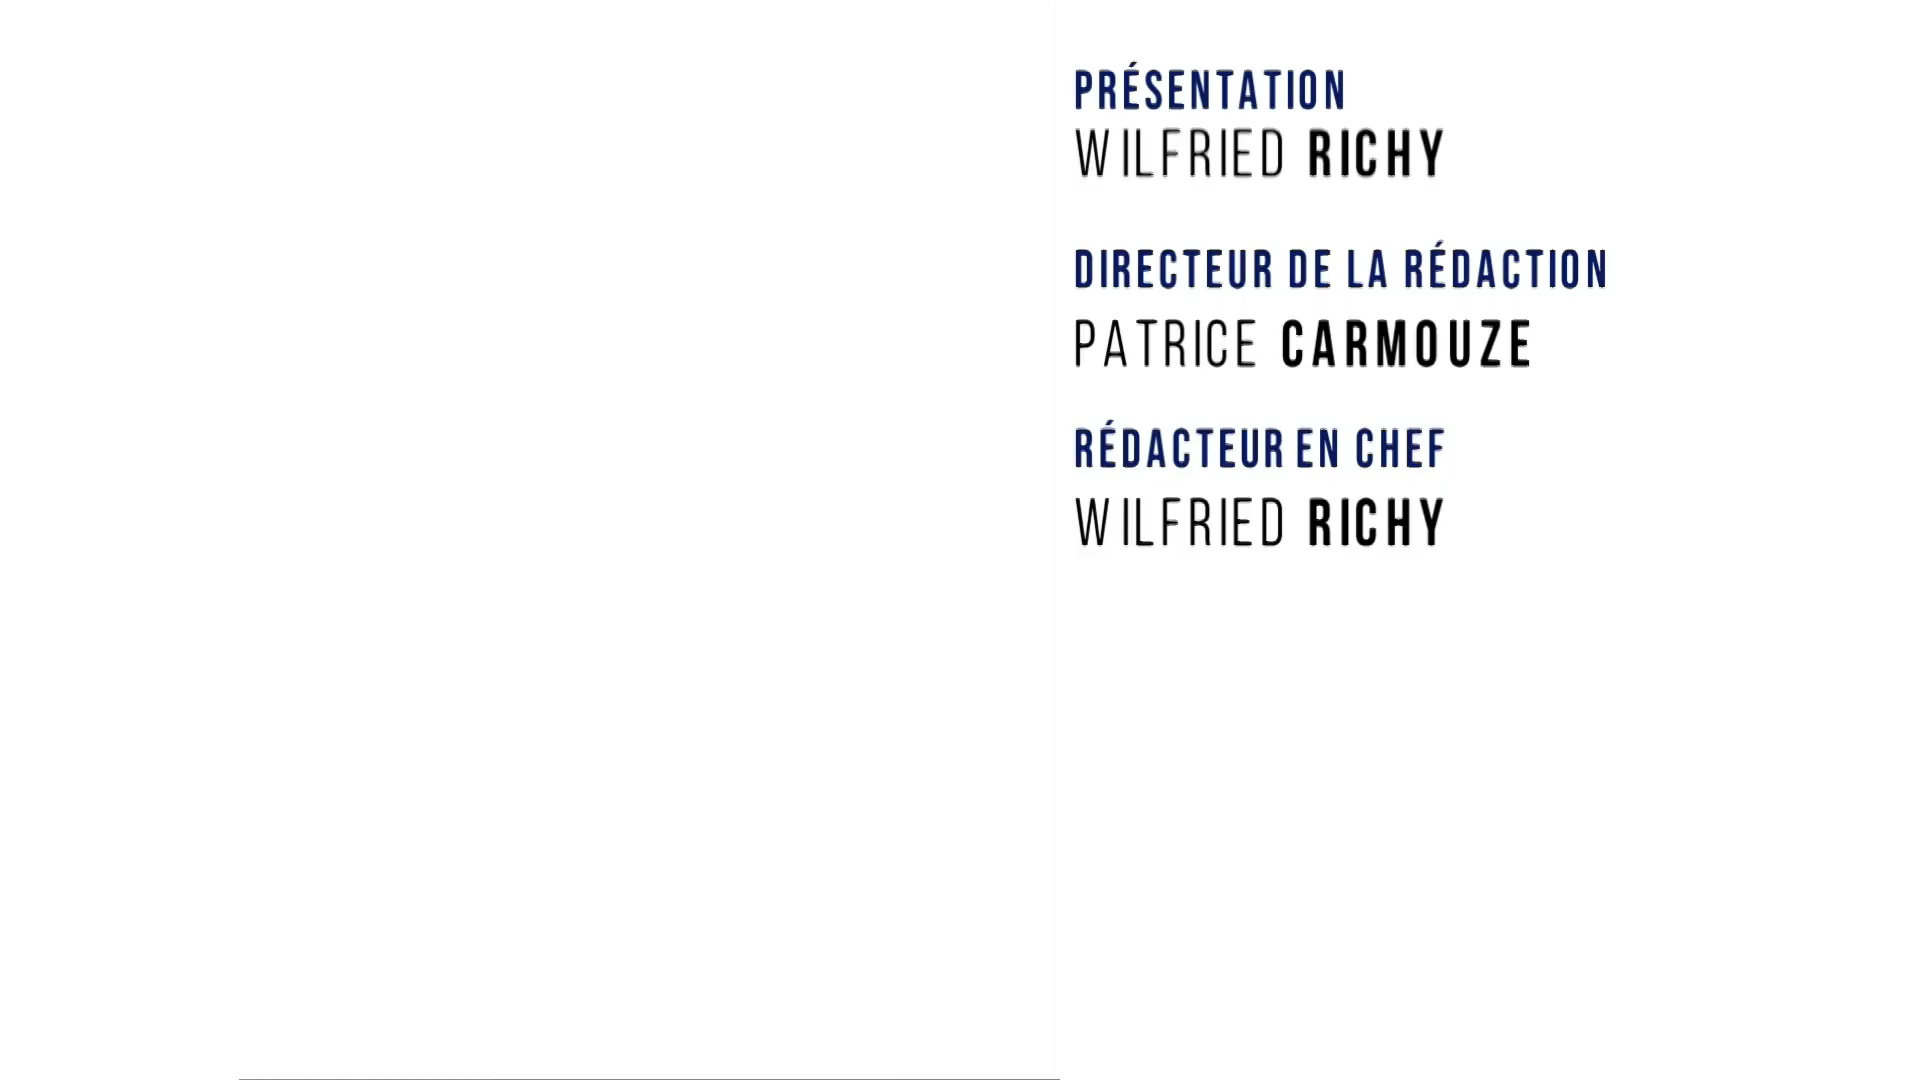 PRÉSENTATION
WILFRIED RICHY
DIRECTEUR DE LA RÉDACTION
PATRICE CARMOUZE
RÉDACTEUR EN CHEF
WILFRIED RICHY